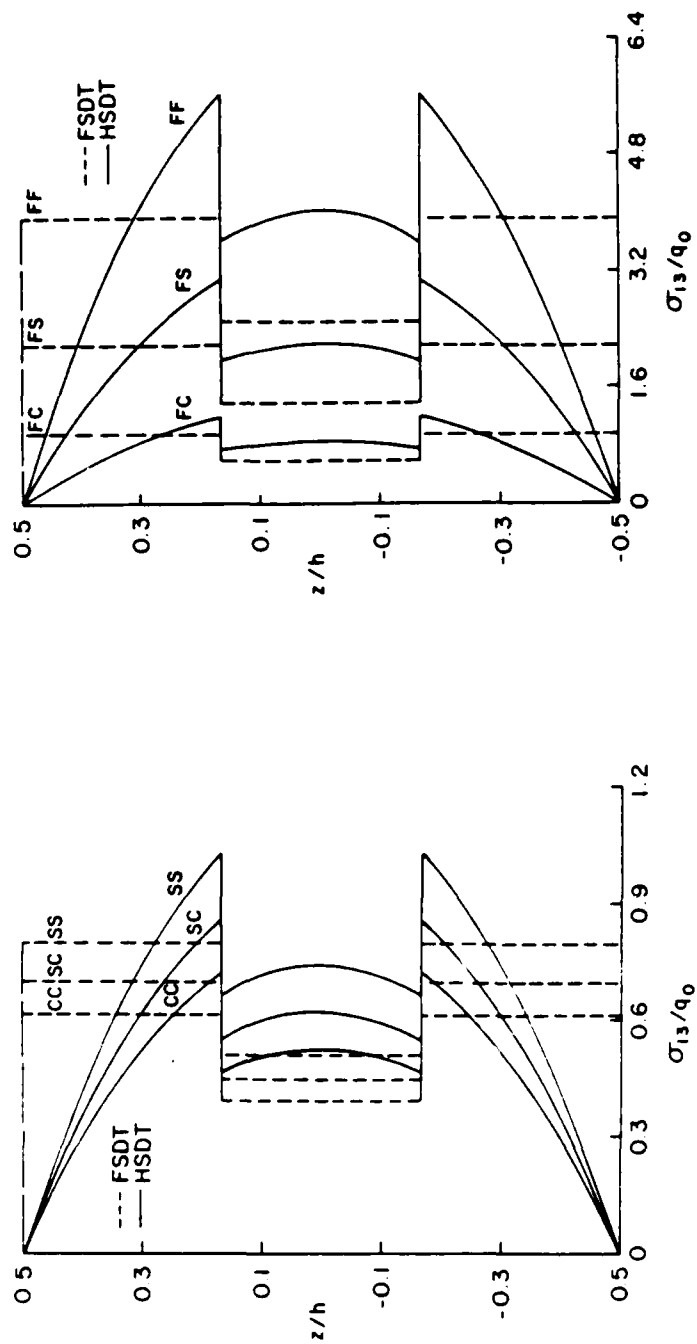 --- FSDT
— HSDT
CC SC SS
SS
SC
CC
0.5
0.3
0.1
-0.1
-0.3
-0.5
z/h
0
0.3
0.6
0.9
1.2
σ13/q0
--- FSDT
— HSDT
FC
FS
FF
FC
FS
FF
0.5
0.3
0.1
-0.1
-0.3
-0.5
z/h
0
1.6
3.2
4.8
6.4
σ13/q0